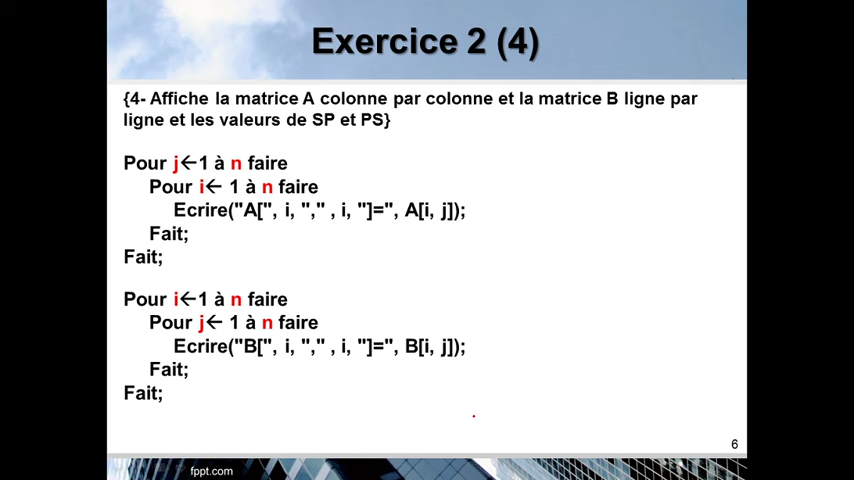 Exercice 2 (4)
{4- Affiche la matrice A colonne par colonne et la matrice B ligne par
ligne et les valeurs de SP et PS}
Pour j←1 à n faire
Pour i← 1 à n faire
Ecrire("A[", i, "," , i, "]=", A[i, j]);
Fait;
Fait;
Pour i←1 à n faire
Pour j← 1 à n faire
Ecrire("B[", i, "," , i, "]=", B[i, j]);
Fait;
Fait;
6
fppt.com